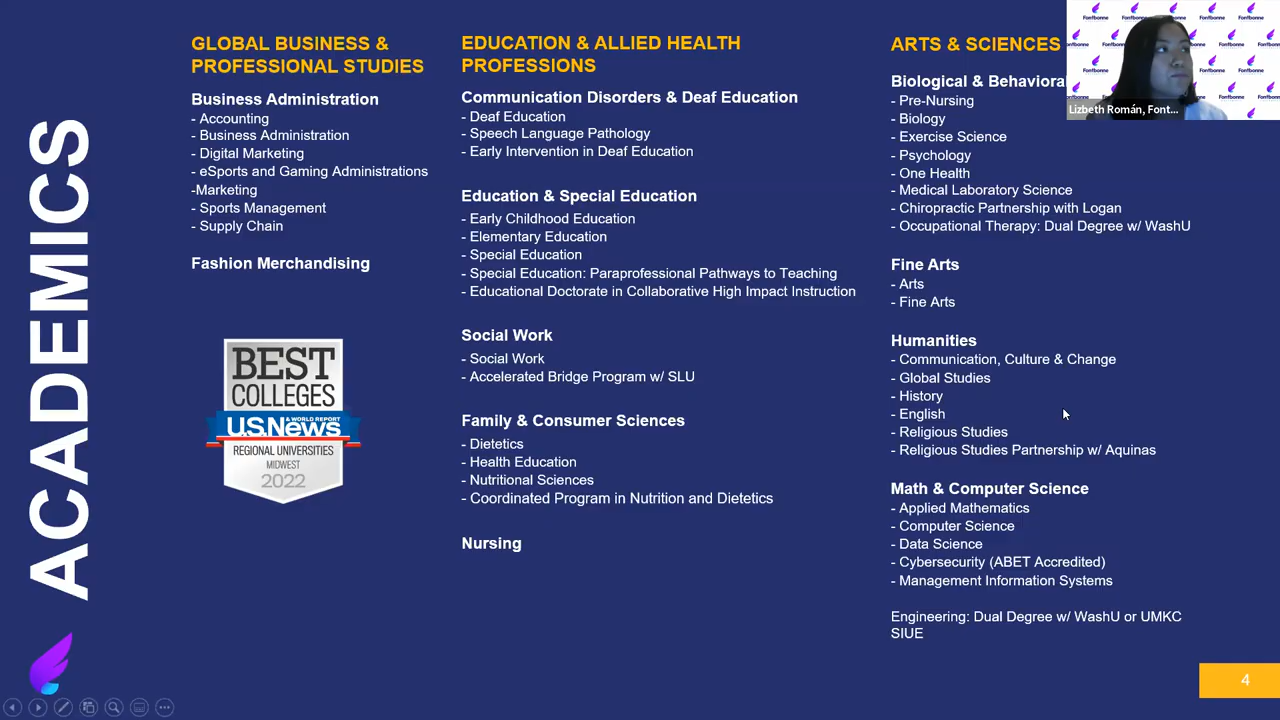 ACADEMICS
GLOBAL BUSINESS &
PROFESSIONAL STUDIES
Business Administration
- Accounting
- Business Administration
- Digital Marketing
- eSports and Gaming Administrations
-Marketing
- Sports Management
- Supply Chain
Fashion Merchandising
BEST
COLLEGES
U.S.News
& WORLD REPORT
REGIONAL UNIVERSITIES
MIDWEST
2022
EDUCATION & ALLIED HEALTH
PROFESSIONS
Communication Disorders & Deaf Education
- Deaf Education
- Speech Language Pathology
- Early Intervention in Deaf Education
Education & Special Education
- Early Childhood Education
- Elementary Education
- Special Education
- Special Education: Paraprofessional Pathways to Teaching
- Educational Doctorate in Collaborative High Impact Instruction
Social Work
- Social Work
- Accelerated Bridge Program w/ SLU
Family & Consumer Sciences
- Dietetics
- Health Education
- Nutritional Sciences
- Coordinated Program in Nutrition and Dietetics
Nursing
ARTS & SCIENCES
Biological & Behavioral
- Pre-Nursing
- Biology
- Exercise Science
- Psychology
- One Health
- Medical Laboratory Science
- Chiropractic Partnership with Logan
- Occupational Therapy: Dual Degree w/ WashU
Fine Arts
- Arts
- Fine Arts
Humanities
- Communication, Culture & Change
- Global Studies
- History
- English
- Religious Studies
- Religious Studies Partnership w/ Aquinas
Math & Computer Science
- Applied Mathematics
- Computer Science
- Data Science
- Cybersecurity (ABET Accredited)
- Management Information Systems
Engineering: Dual Degree w/ WashU or UMKC
SIUE
Fontbonne
Lizbeth Román, Font...
4